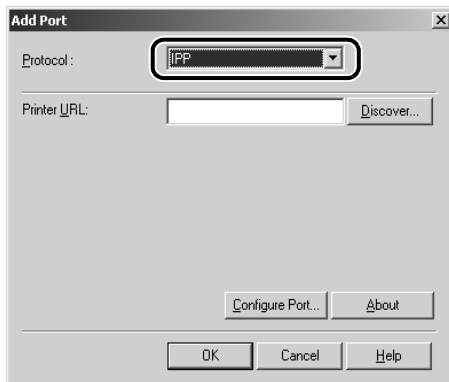 Add Port
Protocol :
IPP
Printer URL:
Discover...
Configure Port...
About
OK
Cancel
Help